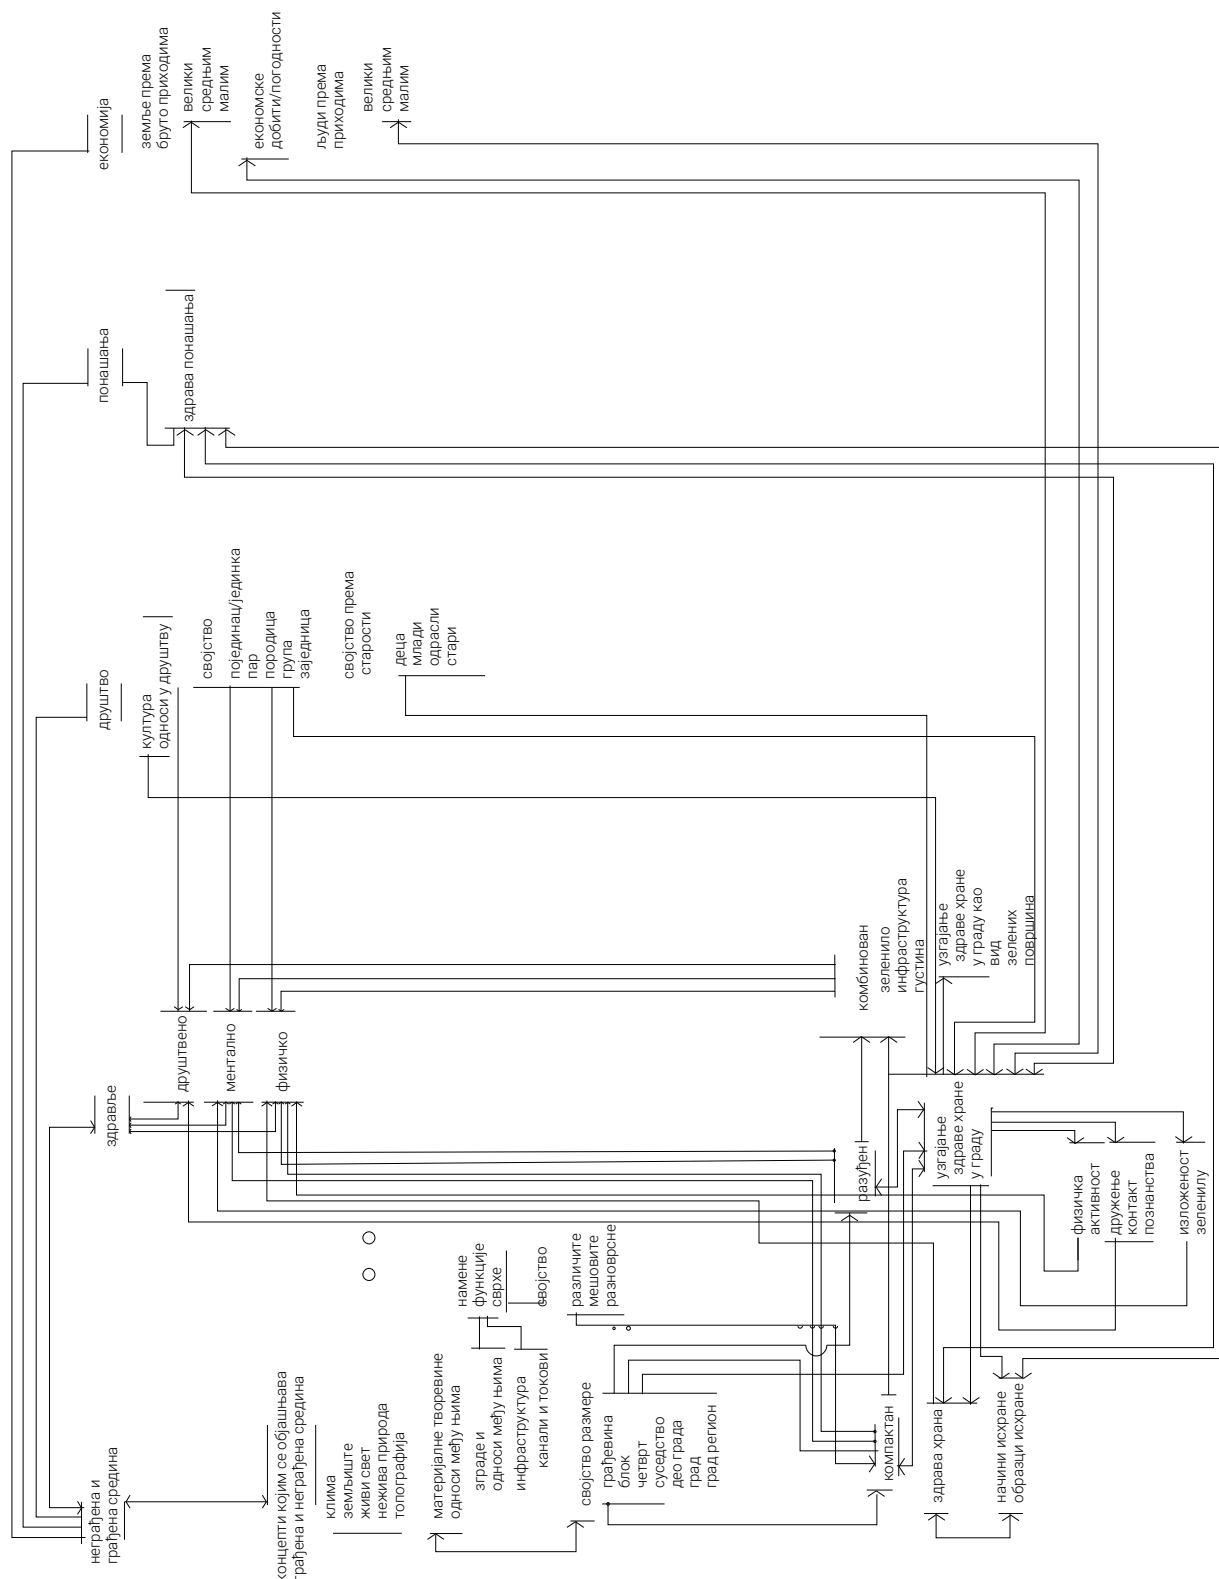 неграђена и
грађена средина
концепти којим се објашњава
грађена и неграђена средина
клима
земљиште
живи свет
нежива природа
топографија
материјалне творевине
односи међу њима
зграде и
односи међу њима
инфраструктура
канали и токови
намене
функције
сврхе
својство
својство размере
грађевина
блок
четврт
суседство
део града
град
град регион
различите
мешовите
разноврсне
компактан
разуђен
комбинован
зеленило
инфраструктура
густина
здрава храна
начини исхране
обрасци исхране
узгајање
здраве хране
у граду
узгајање
здраве хране
у граду као
вид
зелених
површина
физичка
активност
дружење
контакт
познанства
изложеност
зеленилу
здравље
друштвено
ментално
физичко
друштво
култура
односи у друштву
својство
појединац/јединка
пар
породица
група
заједница
својство према
старости
деца
млади
одрасли
стари
понашања
здрава понашања
економија
земље према
бруто приходима
велики
средњим
малим
економске
добити/погодности
људи према
приходима
велики
средњим
малим